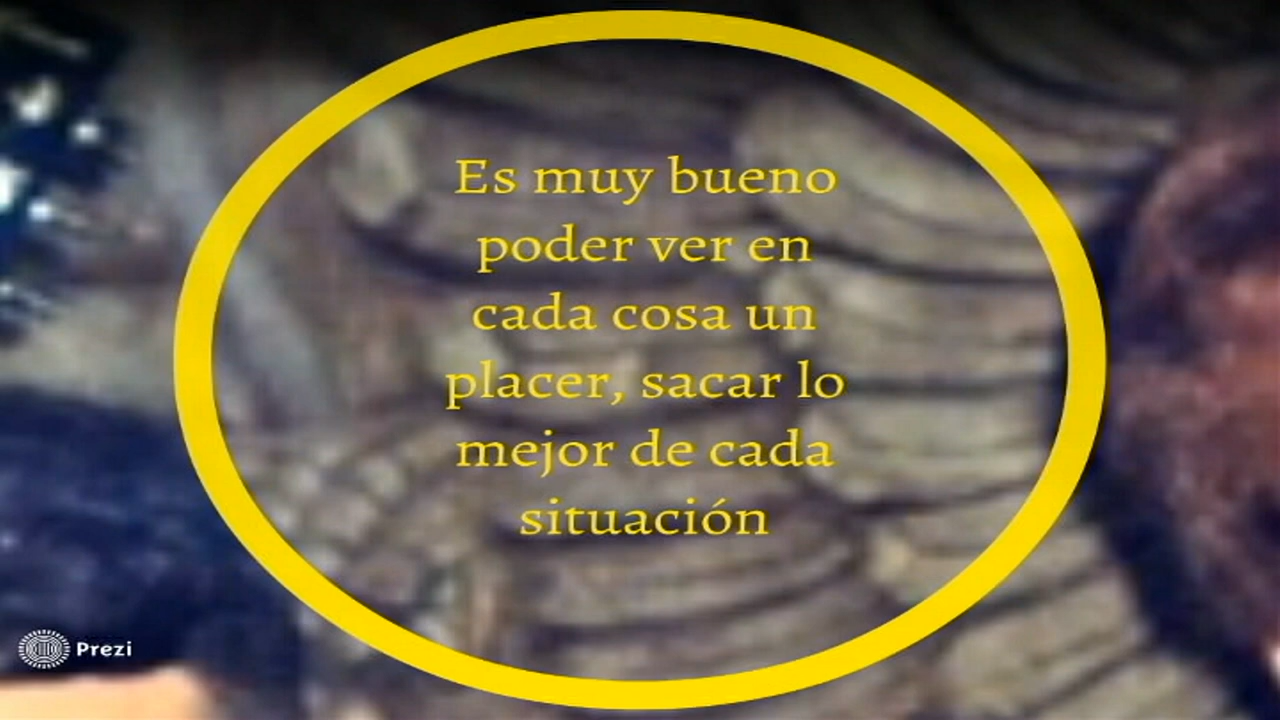 Es muy bueno
poder ver en
cada cosa un
placer, sacar lo
mejor de cada
situación
Prezi